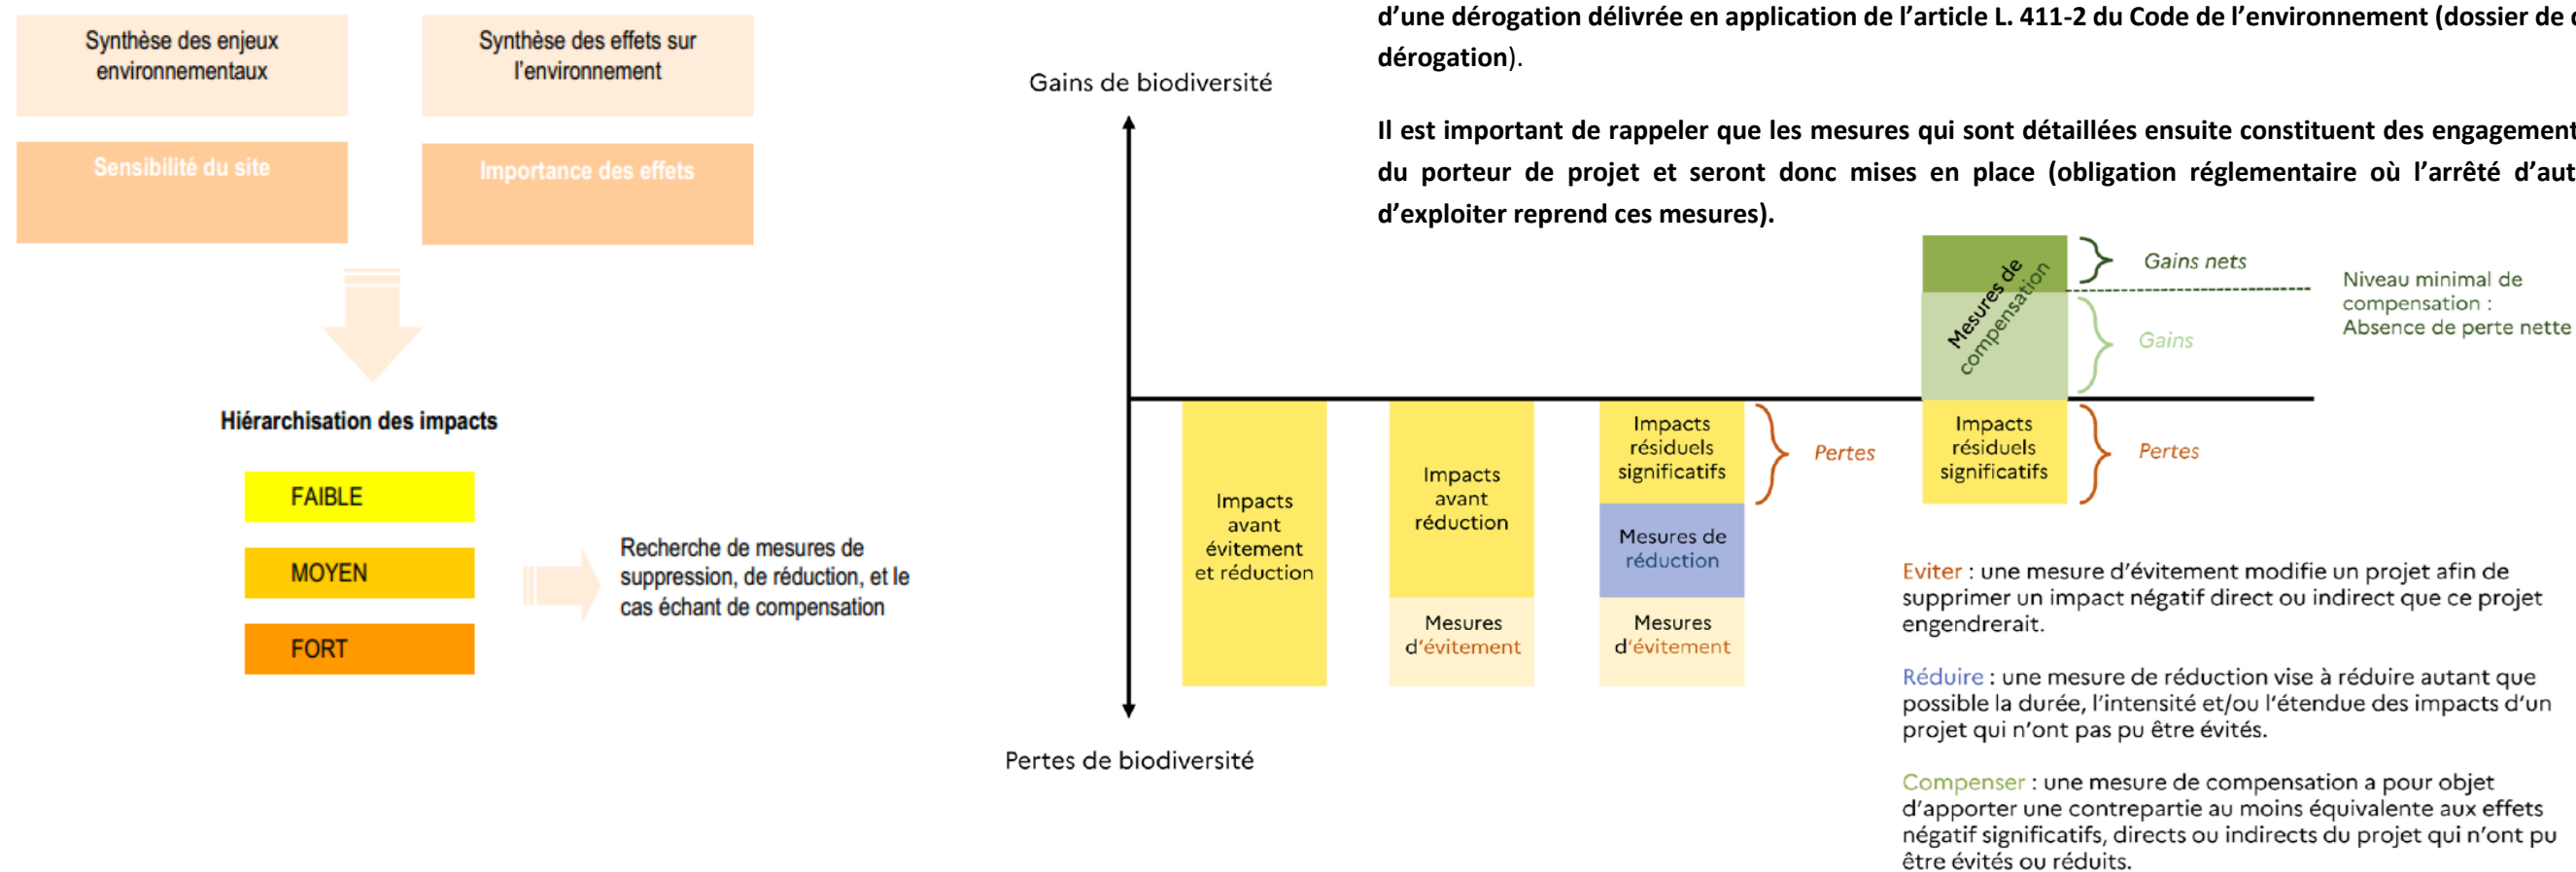 Synthèse des enjeux
environnementaux
Synthèse des effets sur
l'environnement
Sensibilité du site
Importance des effets
Hiérarchisation des impacts
FAIBLE
MOYEN
FORT
Recherche de mesures de
suppression, de réduction, et le
cas échant de compensation
d’une dérogation délivrée en application de l’article L. 411-2 du Code de l’environnement (dossier de
dérogation).
Il est important de rappeler que les mesures qui sont détaillées ensuite constituent des engagement
du porteur de projet et seront donc mises en place (obligation réglementaire où l’arrêté d’aut
d’exploiter reprend ces mesures).
Gains de biodiversité
Pertes de biodiversité
Impacts
avant
évitement
et réduction
Impacts
avant
réduction
Mesures
d'évitement
Impacts
résiduels
significatifs
Mesures de
réduction
Mesures
d'évitement
Pertes
Mesures de
compensation
Impacts
résiduels
significatifs
Gains nets
Gains
Pertes
Niveau minimal de
compensation :
Absence de perte nette
Eviter : une mesure d'évitement modifie un projet afin de
supprimer un impact négatif direct ou indirect que ce projet
engendrerait.
Réduire : une mesure de réduction vise à réduire autant que
possible la durée, l'intensité et/ou l'étendue des impacts d'un
projet qui n'ont pas pu être évités.
Compenser : une mesure de compensation a pour objet
d'apporter une contrepartie au moins équivalente aux effets
négatif significatifs, directs ou indirects du projet qui n'ont pu
être évités ou réduits.